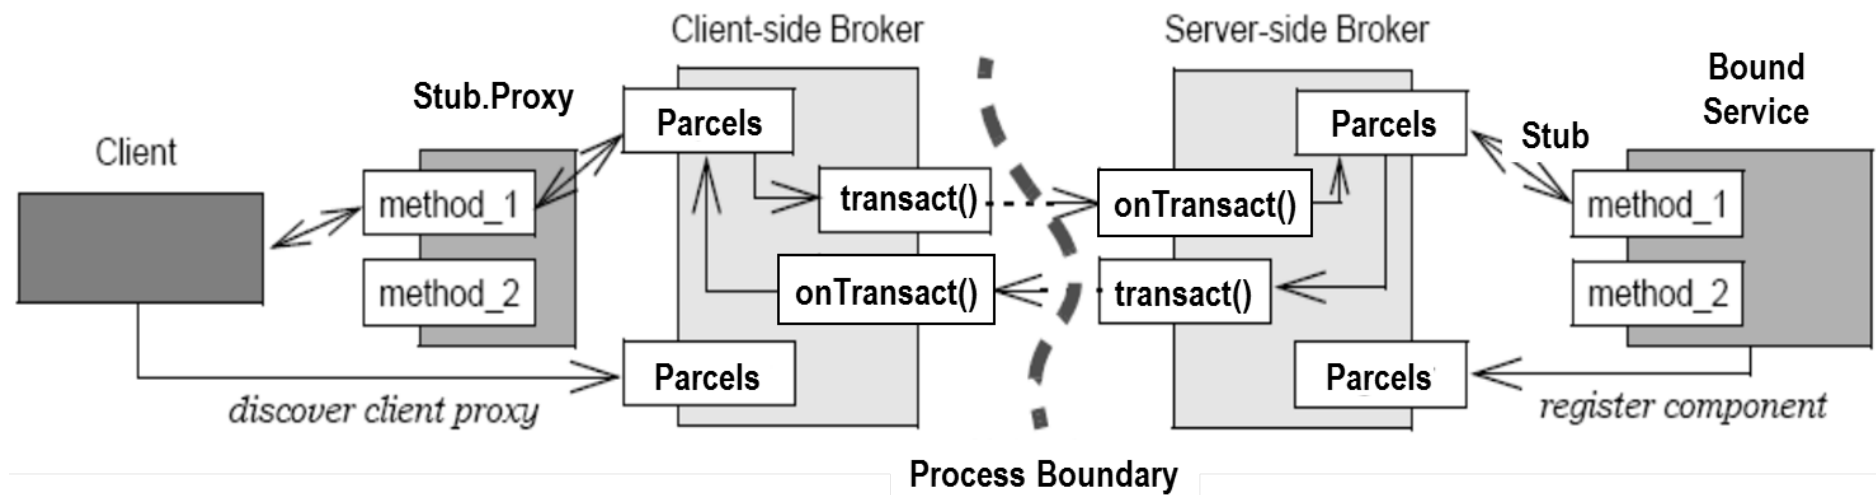 Client-side Broker
Server-side Broker
Bound
Service
Stub.Proxy
Parcels
Parcels
Stub
Client
method_1
transact()
onTransact()
method_1
method_2
onTransact()
transact()
method_2
Parcels
Parcels
discover client proxy
register component
Process Boundary